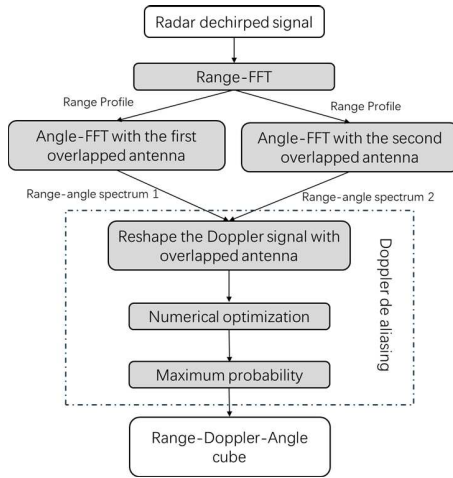 Radar dechirped signal
Range-FFT
Range Profile
Range Profile
Angle-FFT with the first
overlapped antenna
Angle-FFT with the second
overlapped antenna
Range-angle spectrum 1
Range-angle spectrum 2
Reshape the Doppler signal with
overlapped antenna
Doppler de aliasing
Numerical optimization
Maximum probability
Range-Doppler-Angle
cube